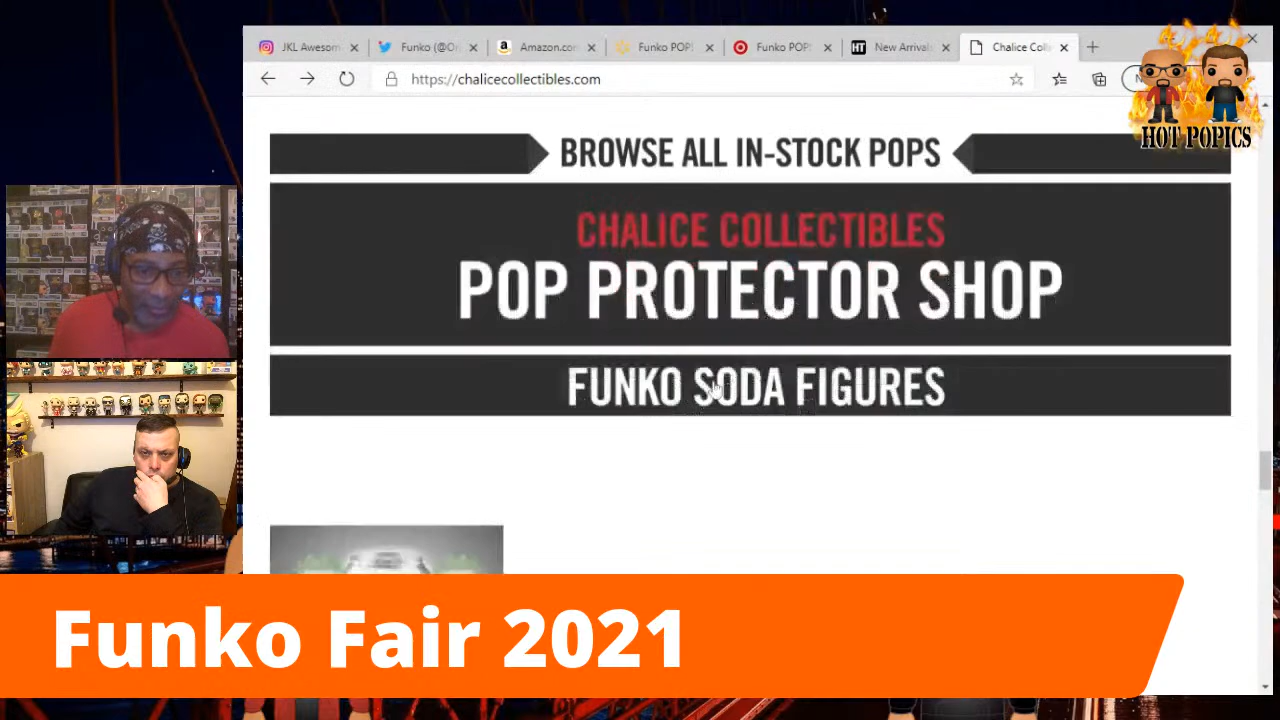 JKL Awesom
Funko (@Or
Amazon.com
Funko POP!
Funko POP!
HT New Arrivals
Chalice Coll
https://chalicecollectibles.com
HOT POPICS
BROWSE ALL IN-STOCK POPS
CHALICE COLLECTIBLES
POP PROTECTOR SHOP
FUNKO SODA FIGURES
Funko Fair 2021